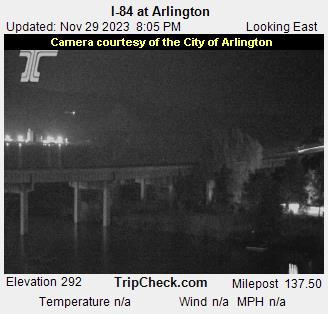 I-84 at Arlington
Updated: Nov 29 2023 8:05 PM Looking East
Camera courtesy of the City of Arlington
Elevation 292 TripCheck.com Milepost 137.50
Temperature n/a Wind n/a MPH n/a